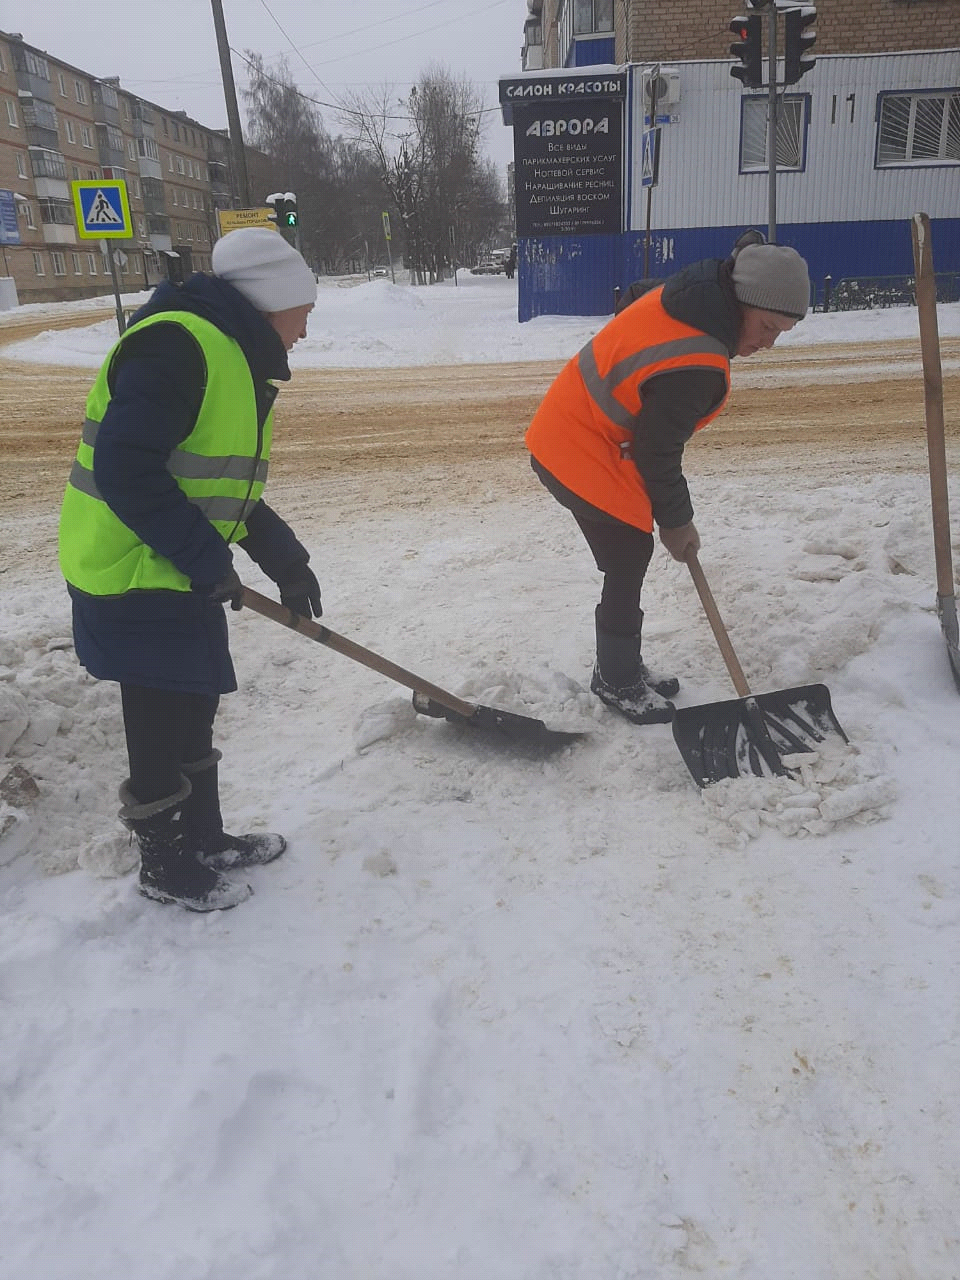 САЛОН КРАСОТЫ
АВРОРА
Все виды
парикмахерских услуг
Ногтевой сервис
Наращивание ресниц
Депиляция воском
Шугаринг
РЕМОНТ